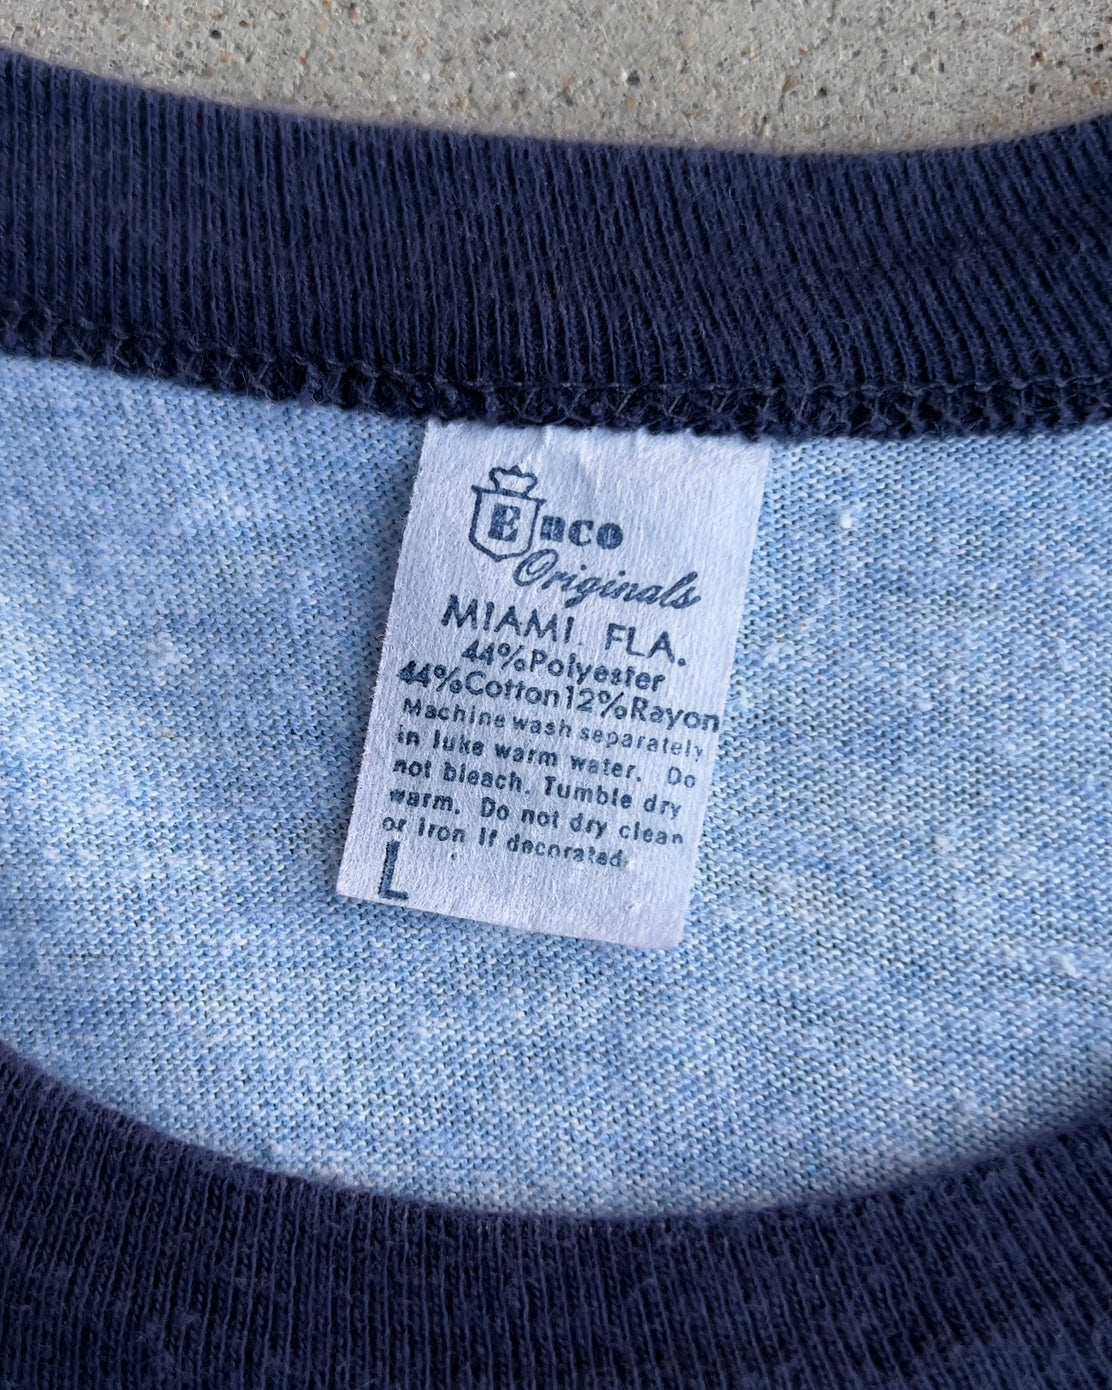 Enco
Originals
MIAMI, FLA.
44%Polyester
44%Cotton12%Rayon
Machine wash separately
in luke warm water. Do
not bleach. Tumble dry
warm. Do not dry clean
or iron if decorated.
L